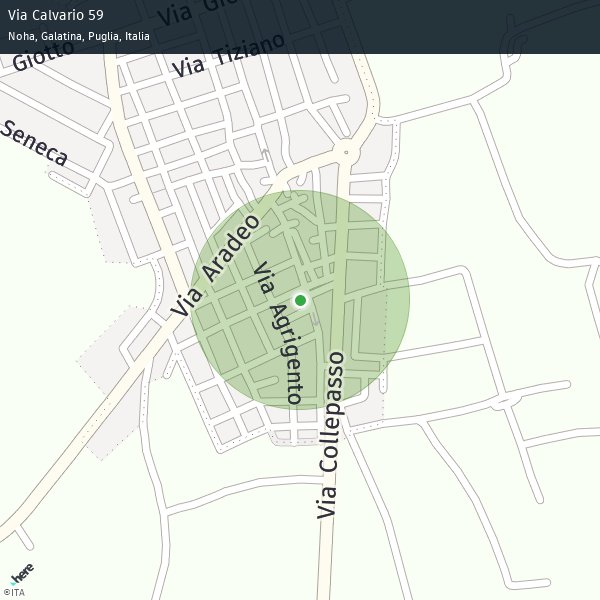 Via Calvario 59
Noha, Galatina, Puglia, Italia
Giotto
Via Tiziano
Seneca
Via Aradeo
Via Agrigento
Via Collepasso
here
©ITA